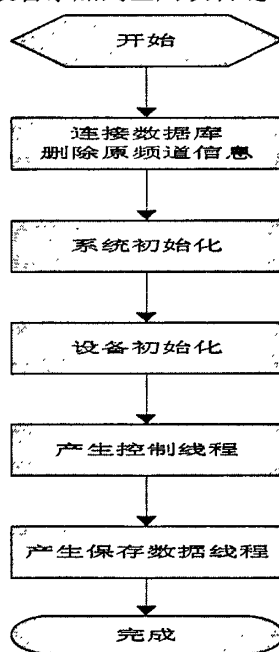 开始
连接数据库
删除原频道信息
系统初始化
设备初始化
产生控制线程
产生保存数据线程
完成